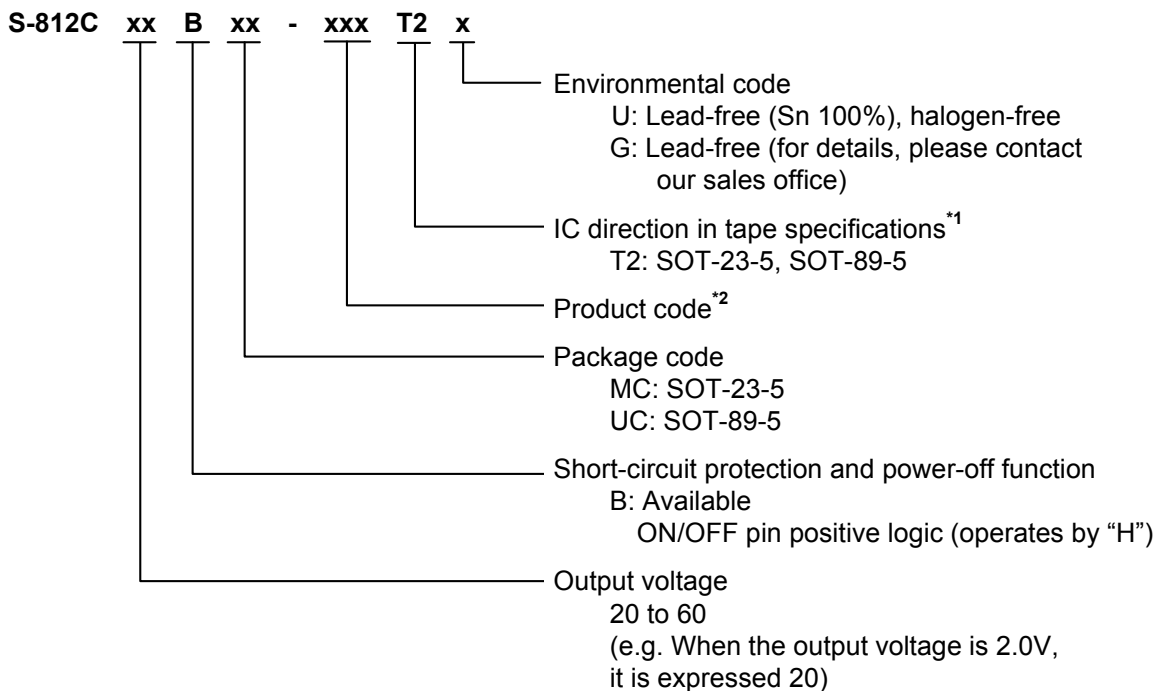 S-812C xx B xx - xxx T2 x
Environmental code
U: Lead-free (Sn 100%), halogen-free
G: Lead-free (for details, please contact
our sales office)
IC direction in tape specifications*1
T2: SOT-23-5, SOT-89-5
Product code*2
Package code
MC: SOT-23-5
UC: SOT-89-5
Short-circuit protection and power-off function
B: Available
ON/OFF pin positive logic (operates by “H”)
Output voltage
20 to 60
(e.g. When the output voltage is 2.0V,
it is expressed 20)